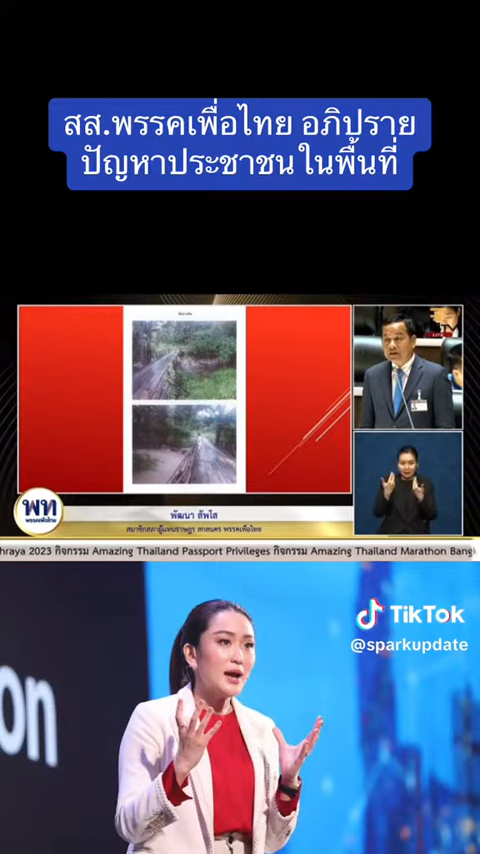 สส.พรรคเพื่อไทย อภิปราย
ปัญหาประชาชนในพื้นที่
พท
พรรคเพื่อไทย
พัฒนา สัพโส
สมาชิกสภาผู้แทนราษฎร สกลนคร พรรคเพื่อไทย
hraya 2023 กิจกรรม Amazing Thailand Passport Privileges กิจกรรม Amazing Thailand Marathon Bang
TikTok
@sparkupdate
on